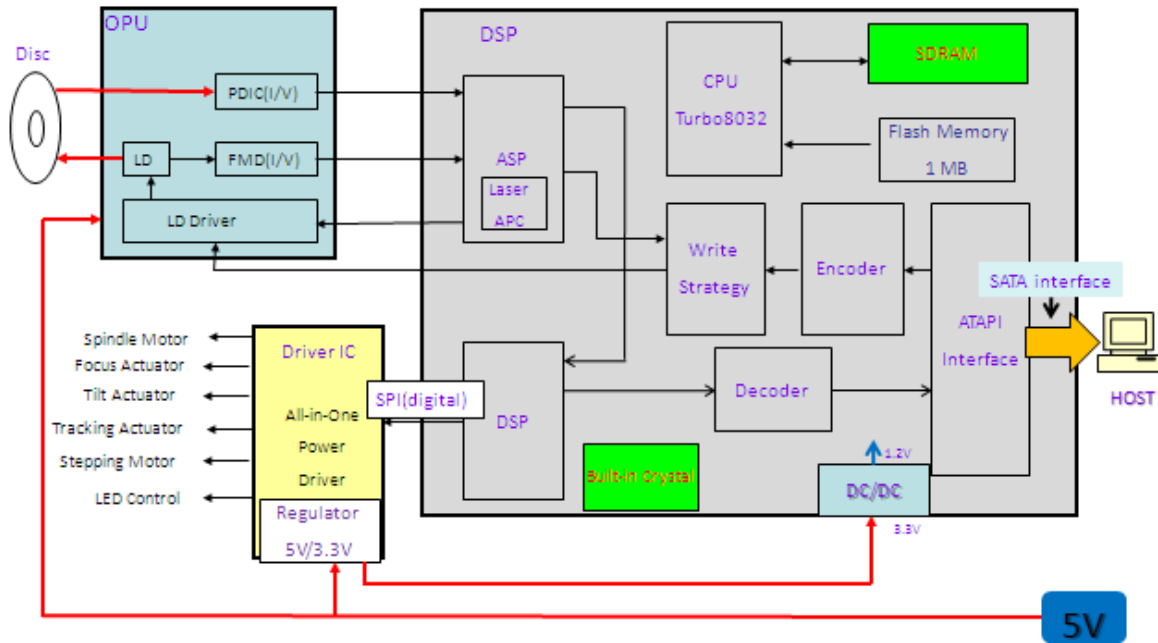 OPU
DSP
Disc
PDIC(I/V)
LD
FMD(I/V)
LD Driver
ASP
Laser
APC
CPU
Turbo8032
SDRAM
Flash Memory
1 MB
Write
Strategy
Encoder
ATAPI
Interface
SATA interface
HOST
Spindle Motor
Focus Actuator
Tilt Actuator
Tracking Actuator
Stepping Motor
LED Control
Driver IC
All-in-One
Power
Driver
Regulator
5V/3.3V
SPI(digital)
DSP
Decoder
Built-in Crystal
1.2V
DC/DC
3.3V
5V